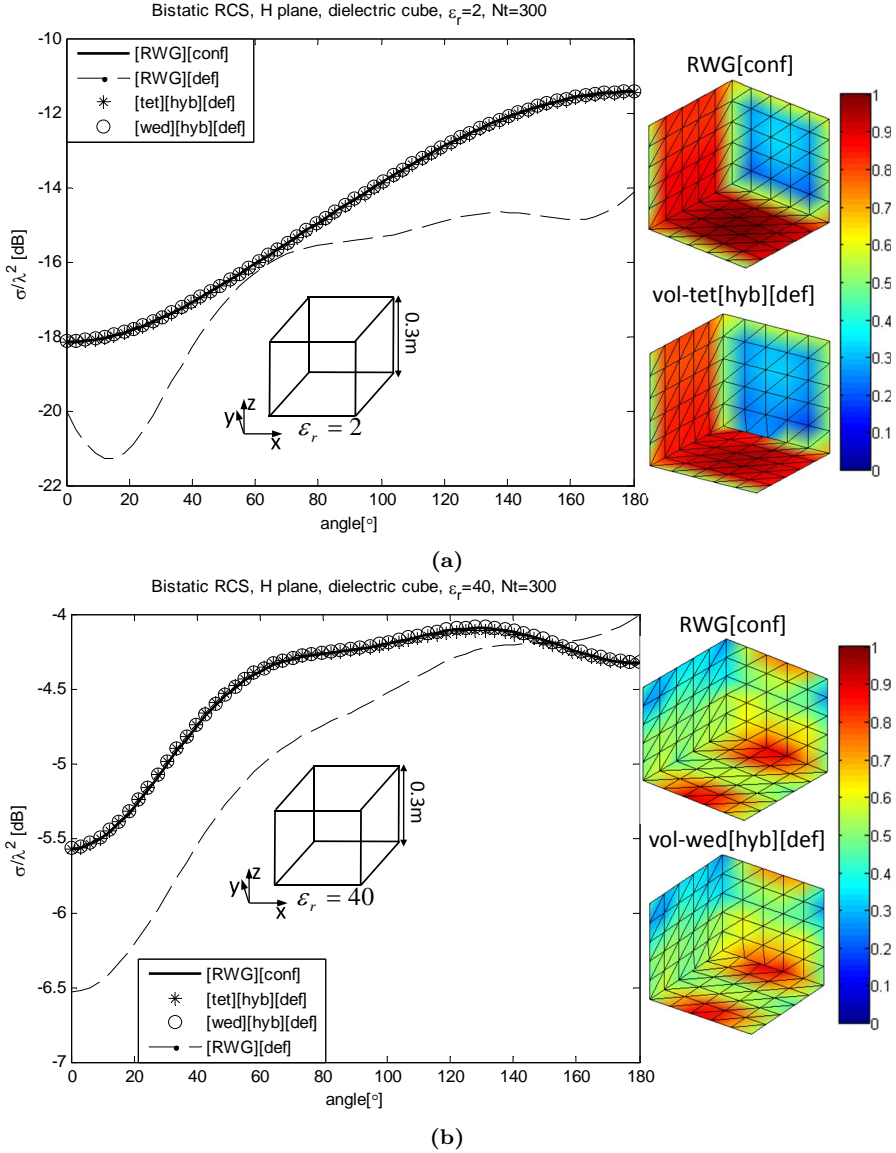 Bistatic RCS, H plane, dielectric cube, εr=2, Nt=300
-10
-12
-14
-16
-18
-20
-22
σ/λ² [dB]
[RWG][conf]
[RWG][def]
[tet][hyb][def]
[wed][hyb][def]
0.3m
z
y
x
εr = 2
0
20
40
60
80
100
120
140
160
180
angle[°]
RWG[conf]
vol-tet[hyb][def]
1
0.9
0.8
0.7
0.6
0.5
0.4
0.3
0.2
0.1
0
(a)
Bistatic RCS, H plane, dielectric cube, εr=40, Nt=300
-4
-4.5
-5
-5.5
-6
-6.5
-7
σ/λ² [dB]
0.3m
z
y
x
εr = 40
[RWG][conf]
[tet][hyb][def]
[wed][hyb][def]
[RWG][def]
0
20
40
60
80
100
120
140
160
180
angle[°]
RWG[conf]
vol-wed[hyb][def]
1
0.9
0.8
0.7
0.6
0.5
0.4
0.3
0.2
0.1
0
(b)